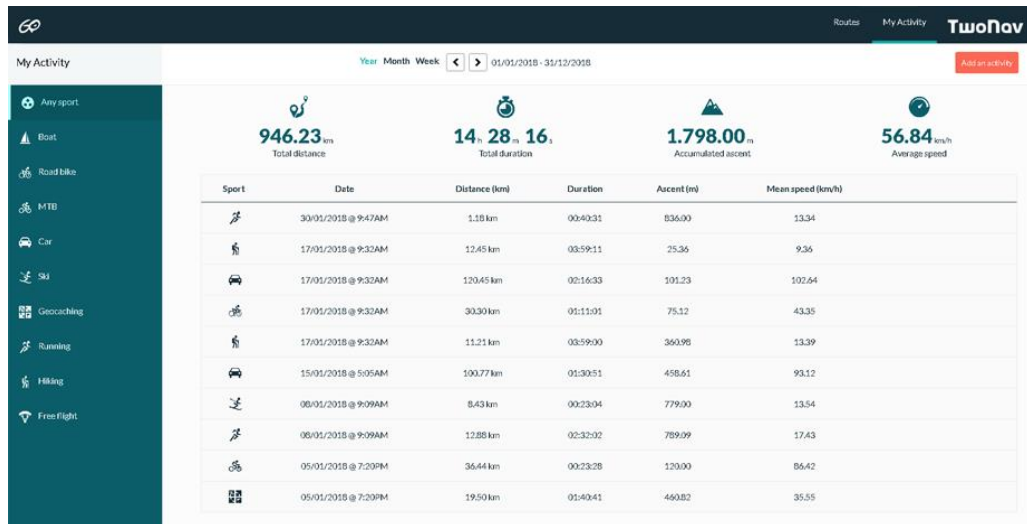 GO
Routes My Activity TwoNav
My Activity
Year Month Week 01/01/2018 - 31/12/2018
Add an activity
Any sport
Boat
Road bike
MTB
Car
Ski
Geocaching
Running
Hiking
Free flight
946.23 km
Total distance
14 h 28 m 16 s
Total duration
1.798.00 m
Accumulated ascent
56.84 km/h
Average speed
Sport Date Distance (km) Duration Ascent (m) Mean speed (km/h)
30/01/2018 @ 9:47AM 1.18 km 00:40:31 836.00 13.34
17/01/2018 @ 9:32AM 12.45 km 03:59:11 25.36 9.36
17/01/2018 @ 9:32AM 120.45 km 02:16:33 101.23 102.64
17/01/2018 @ 9:32AM 30.30 km 01:11:01 75.12 43.35
17/01/2018 @ 9:32AM 11.21 km 03:59:00 360.98 13.39
15/01/2018 @ 5:05AM 100.77 km 01:30:51 458.61 93.12
08/01/2018 @ 9:09AM 8.43 km 00:23:04 779.00 13.54
08/01/2018 @ 9:09AM 12.88 km 02:32:02 789.09 17.43
05/01/2018 @ 7:20PM 36.44 km 00:23:28 120.00 86.42
05/01/2018 @ 7:20PM 19.50 km 01:40:41 460.82 35.55